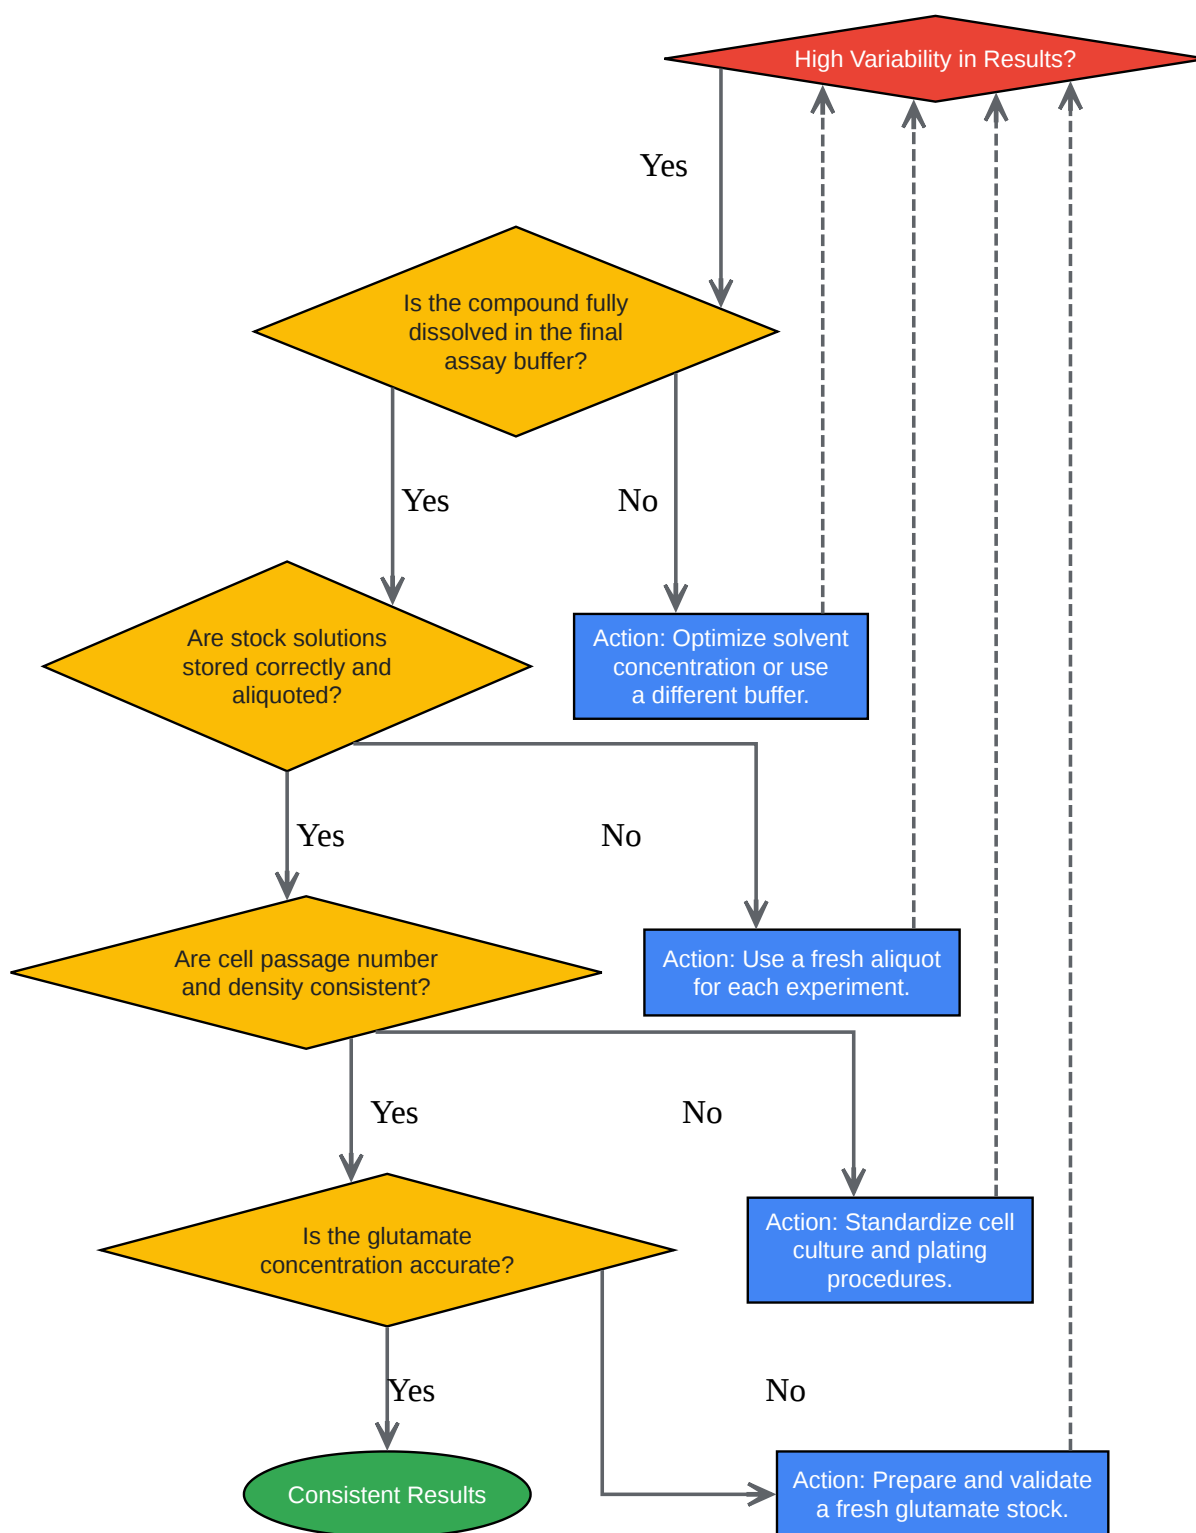 High Variability in Results?
Yes
Is the compound fully
dissolved in the final
assay buffer?
Yes
No
Are stock solutions
stored correctly and
aliquoted?
Action: Optimize solvent
concentration or use
a different buffer.
Yes
No
Are cell passage number
and density consistent?
Action: Use a fresh aliquot
for each experiment.
Yes
No
Is the glutamate
concentration accurate?
Action: Standardize cell
culture and plating
procedures.
Yes
No
Consistent Results
Action: Prepare and validate
a fresh glutamate stock.